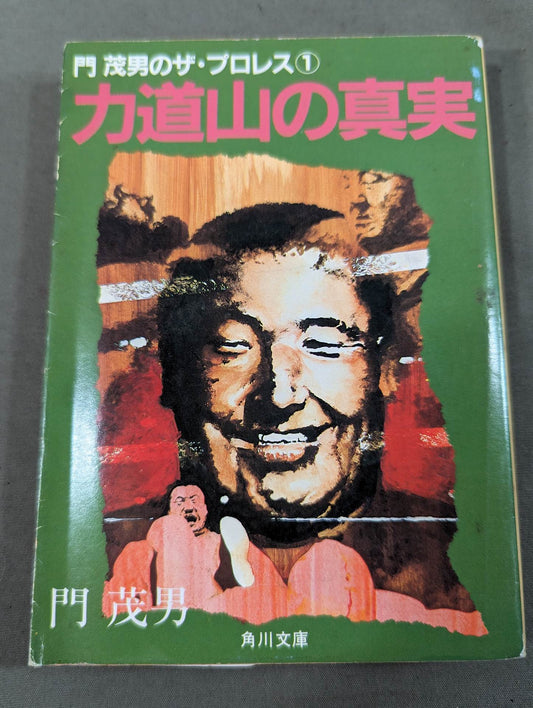 門 茂男のザ・プロレス①
力道山の真実
門 茂男
角川文庫